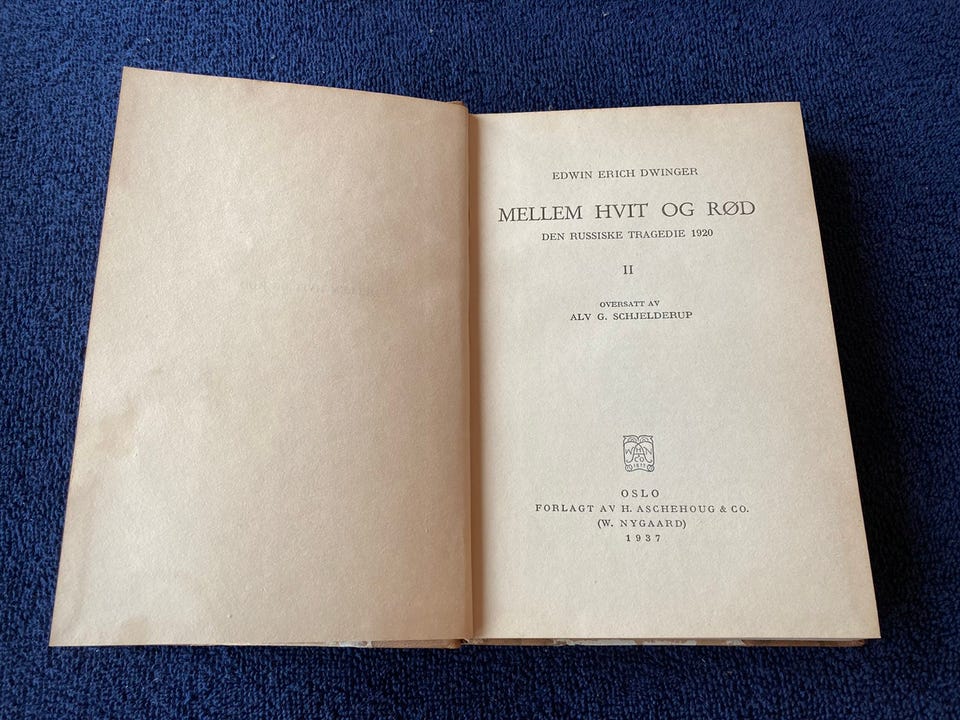 EDWIN ERICH DWINGER
MELLEM HVIT OG RØD
DEN RUSSISKE TRAGEDIE 1920
II
OVERSATT AV
ALV G. SCHJELDERUP
OSLO
FORLAGT AV H. ASCHEHOUG & CO.
(W. NYGAARD)
1937